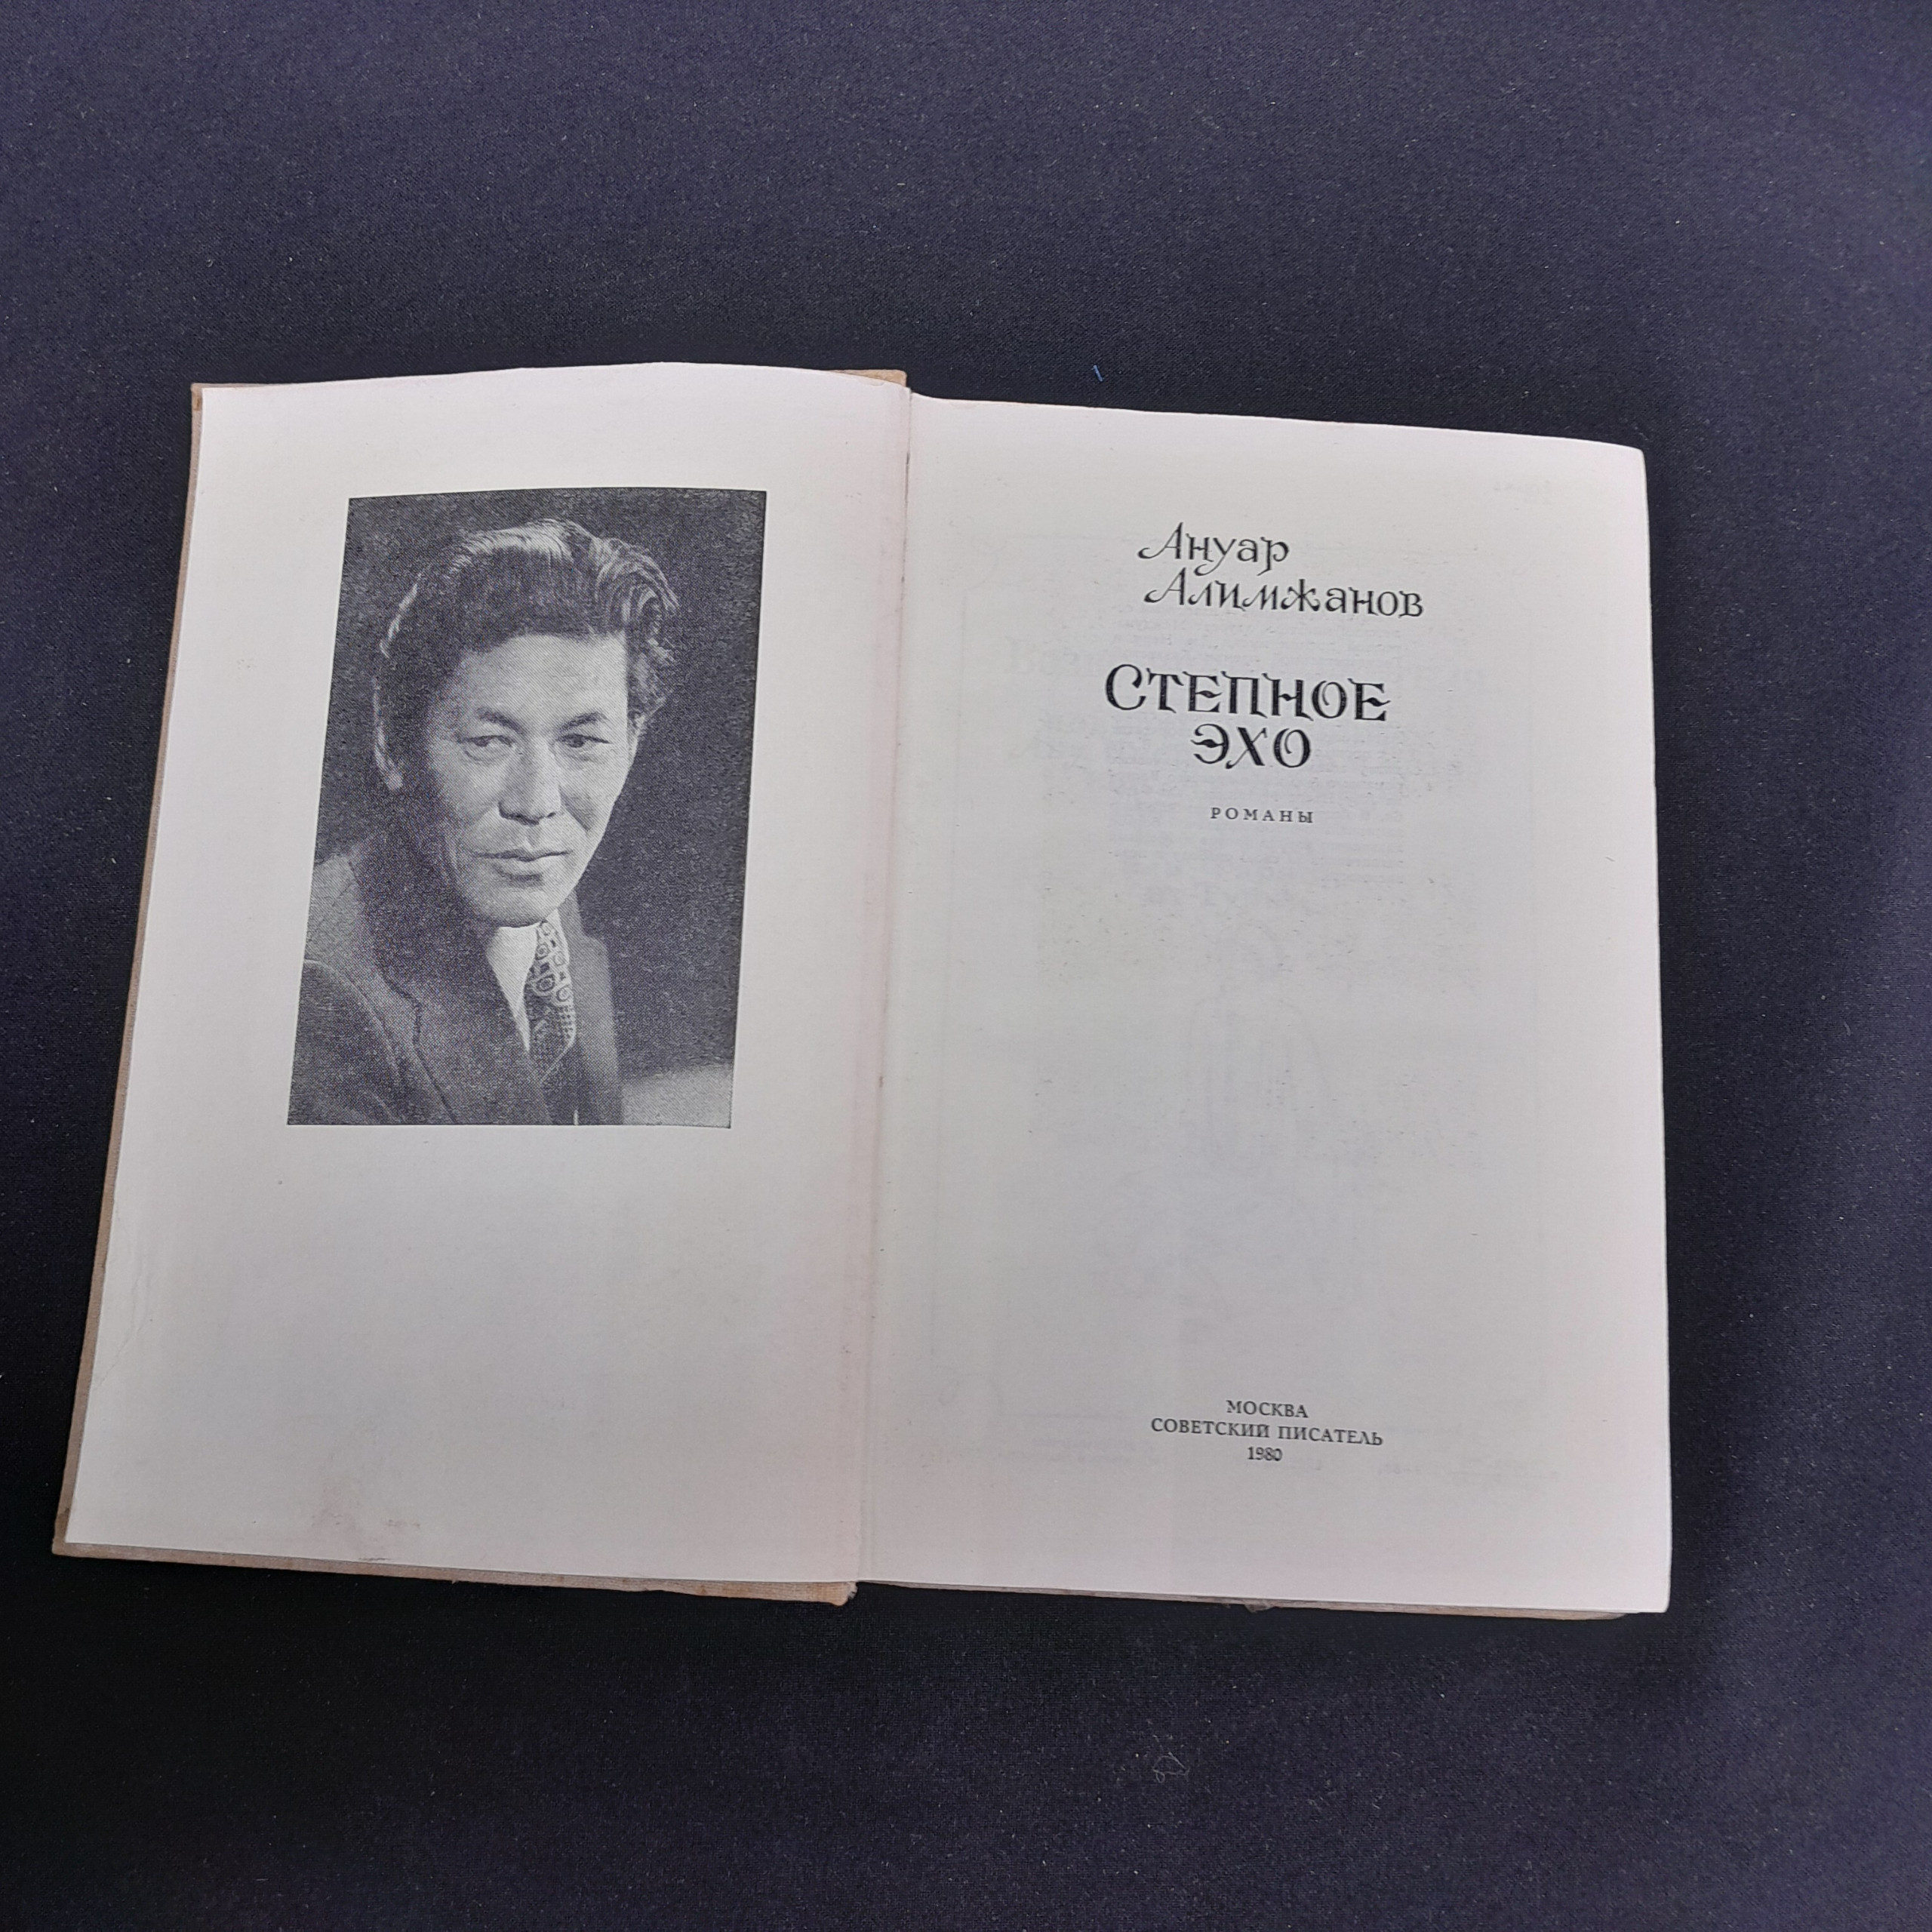 Ануар
Алимжанов
СТЕПНОЕ
ЭХО
РОМАНЫ
МОСКВА
СОВЕТСКИЙ ПИСАТЕЛЬ
1980